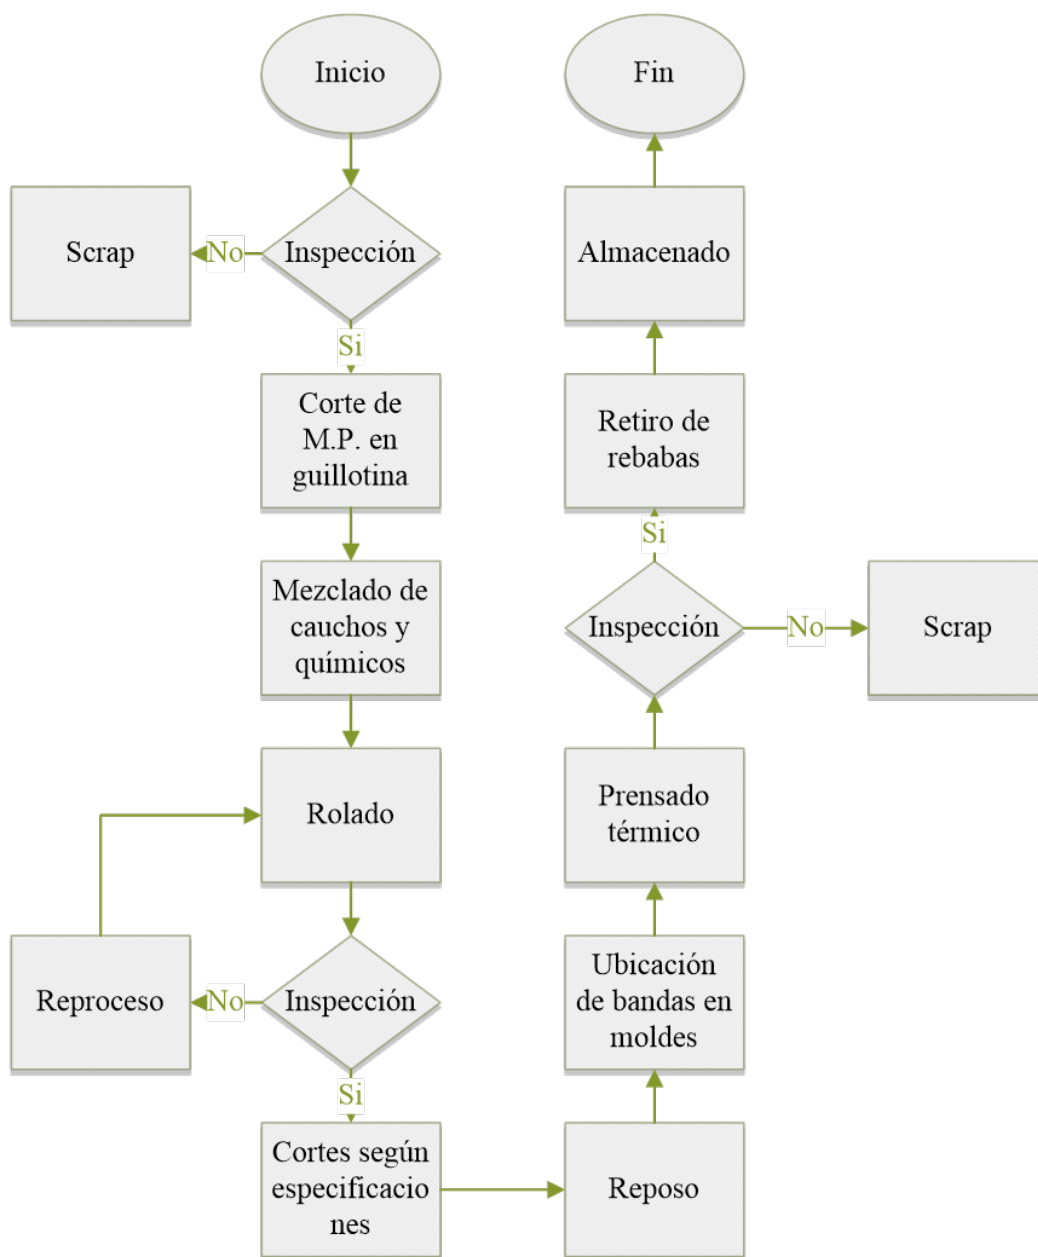 Inicio
Fin
Scrap
No
Inspección
Almacenado
Si
Corte de
M.P. en
guillotina
Retiro de
rebabas
Si
Mezclado de
cauchos y
químicos
Inspección
No
Scrap
Rolado
Prensado
térmico
Reproceso
No
Inspección
Ubicación
de bandas en
moldes
Si
Cortes según
especificacio
nes
Reposo